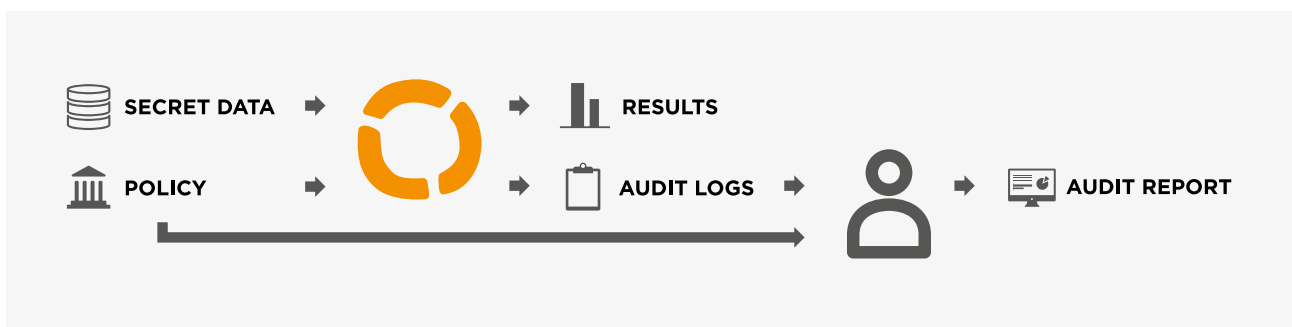 SECRET DATA
RESULTS
POLICY
AUDIT LOGS
AUDIT REPORT